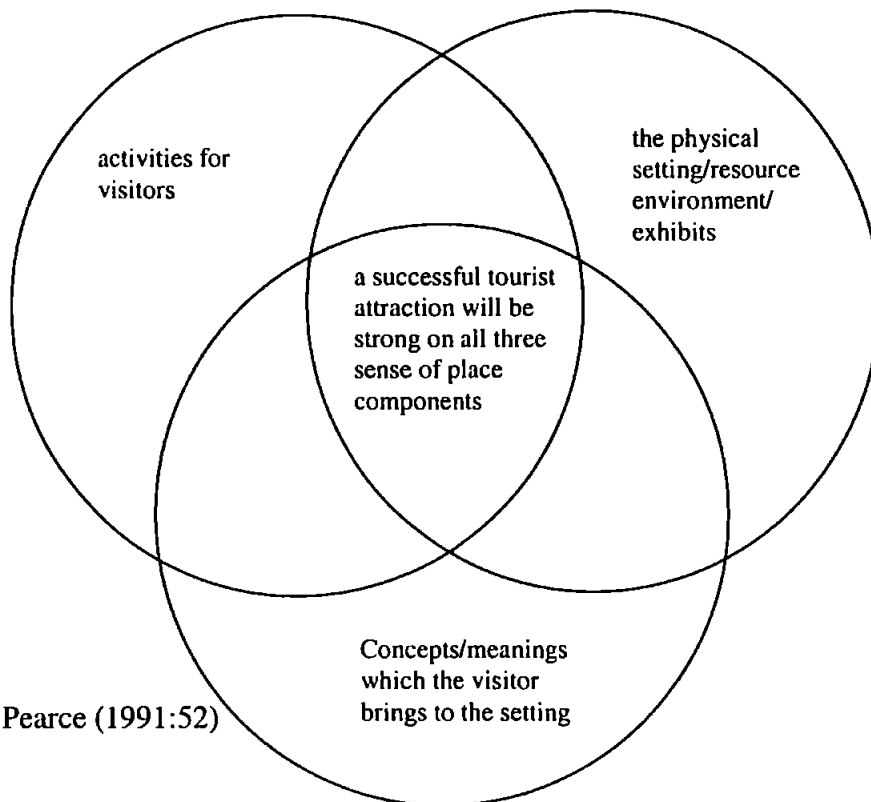 activities for
visitors
the physical
setting/resource
environment/
exhibits
a successful tourist
attraction will be
strong on all three
sense of place
components
Concepts/meanings
which the visitor
brings to the setting
Pearce (1991:52)